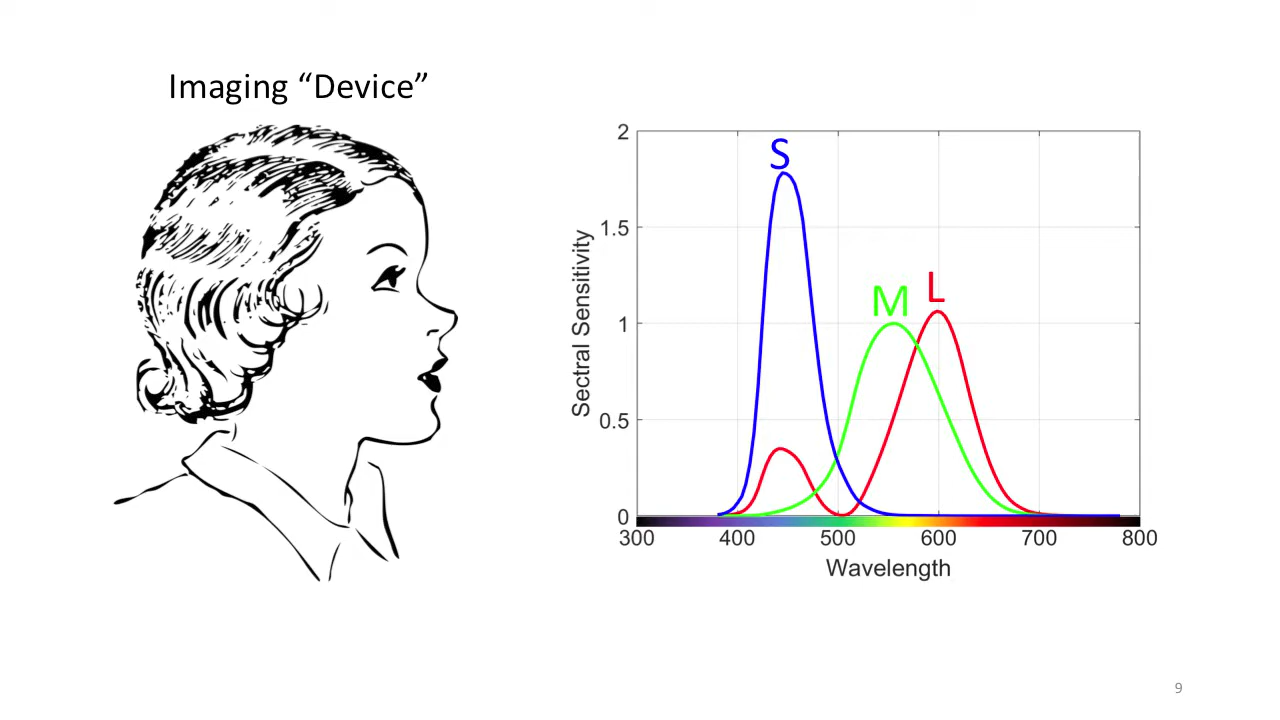 Imaging “Device”
S
M
L
2
1.5
1
0.5
0
Sectral Sensitivity
300 400 500 600 700 800
Wavelength
9